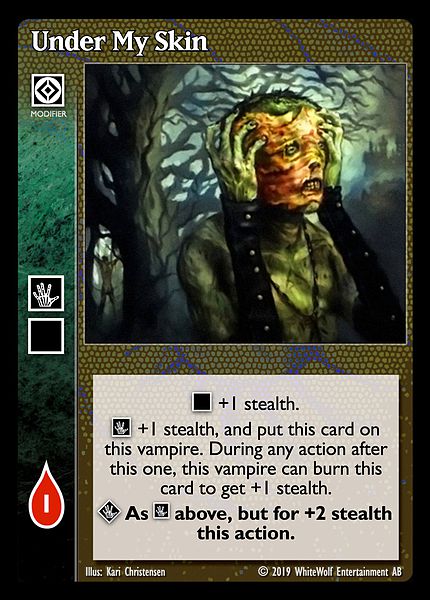 Under My Skin
MODIFIER
+1 stealth.
+1 stealth, and put this card on
this vampire. During any action after
this one, this vampire can burn this
card to get +1 stealth.
As above, but for +2 stealth
this action.
1
Illus: Kari Christensen © 2019 WhiteWolf Entertainment AB